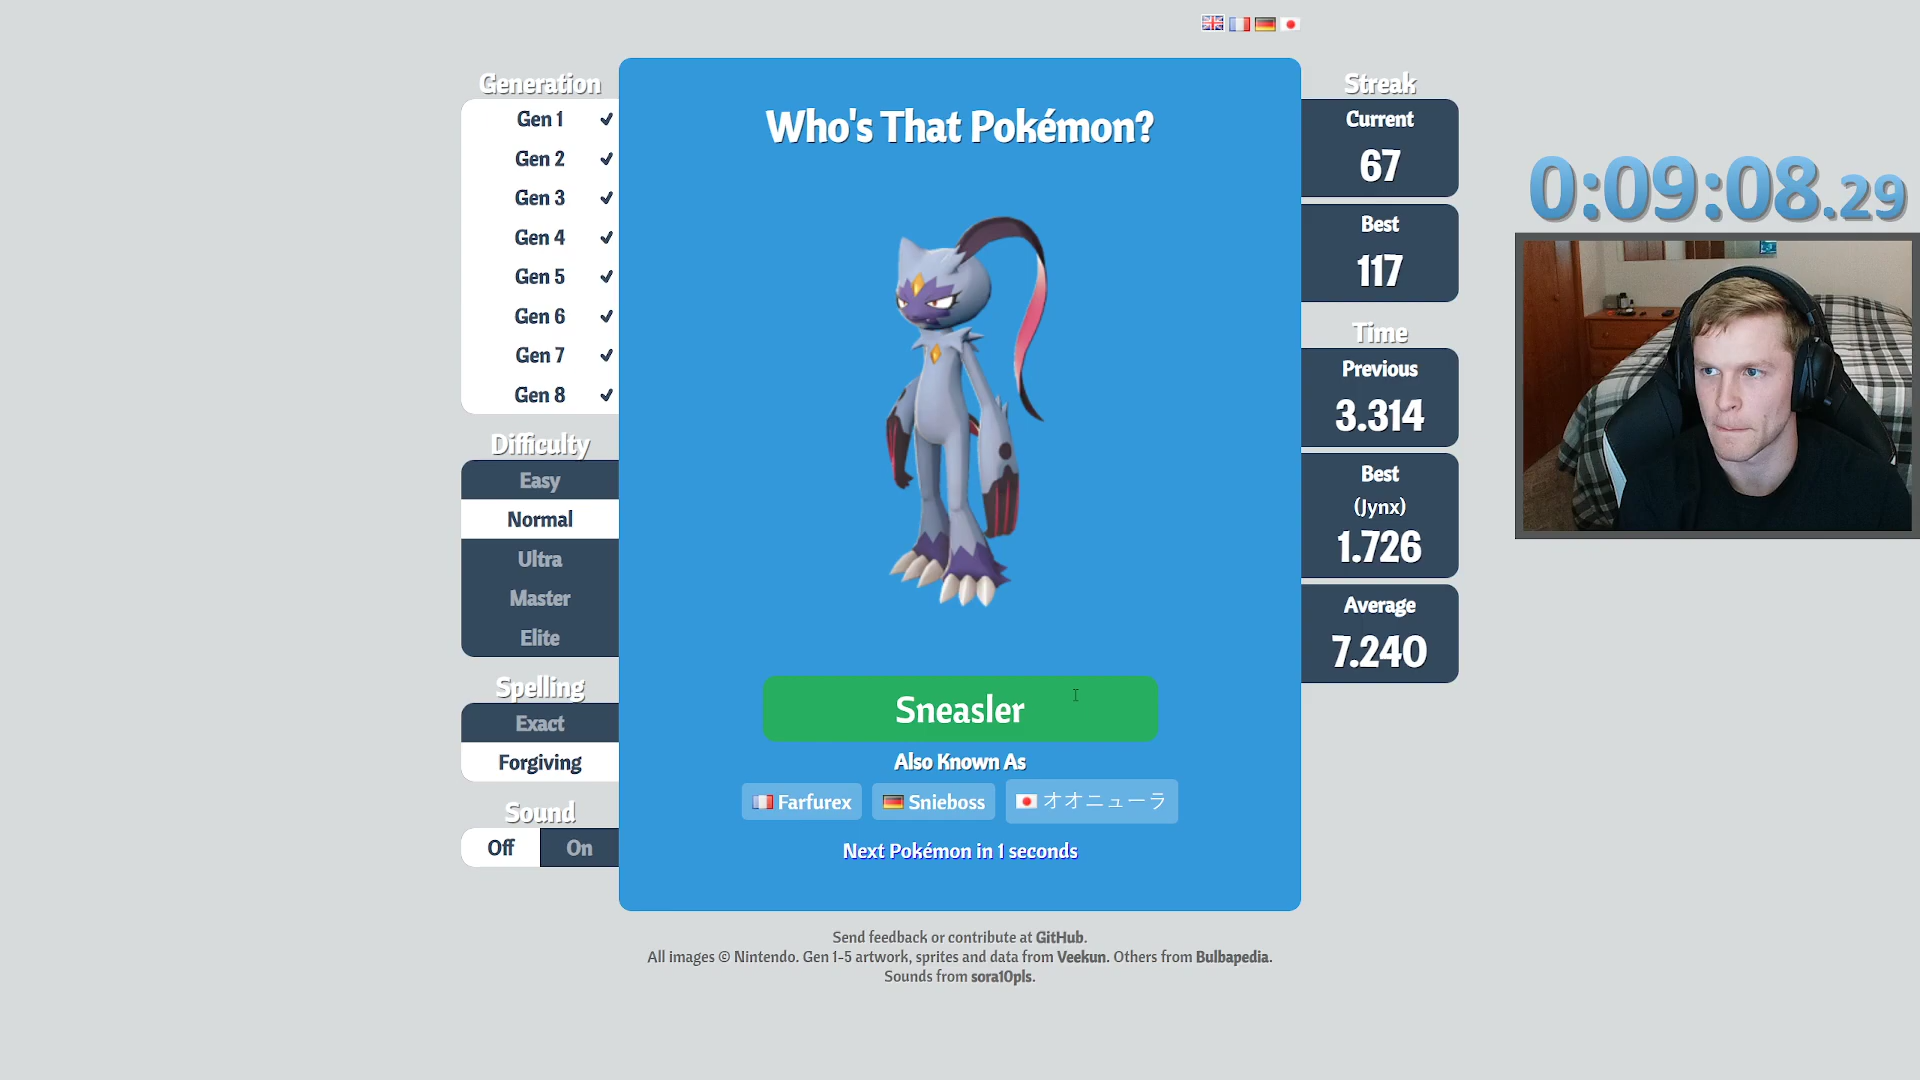 Generation
Gen 1
Gen 2
Gen 3
Gen 4
Gen 5
Gen 6
Gen 7
Gen 8
Difficulty
Easy
Normal
Ultra
Master
Elite
Spelling
Exact
Forgiving
Sound
Off On
Who's That Pokémon?
Sneasler
Also Known As
Farfurex Snieboss オオニューラ
Next Pokémon in 1 seconds
Send feedback or contribute at GitHub.
All images © Nintendo. Gen 1-5 artwork, sprites and data from Veekun. Others from Bulbapedia.
Sounds from sora10pls.
Streak
Current
67
Best
117
Time
Previous
3.314
Best
(Jynx)
1.726
Average
7.240
0:09:08.29